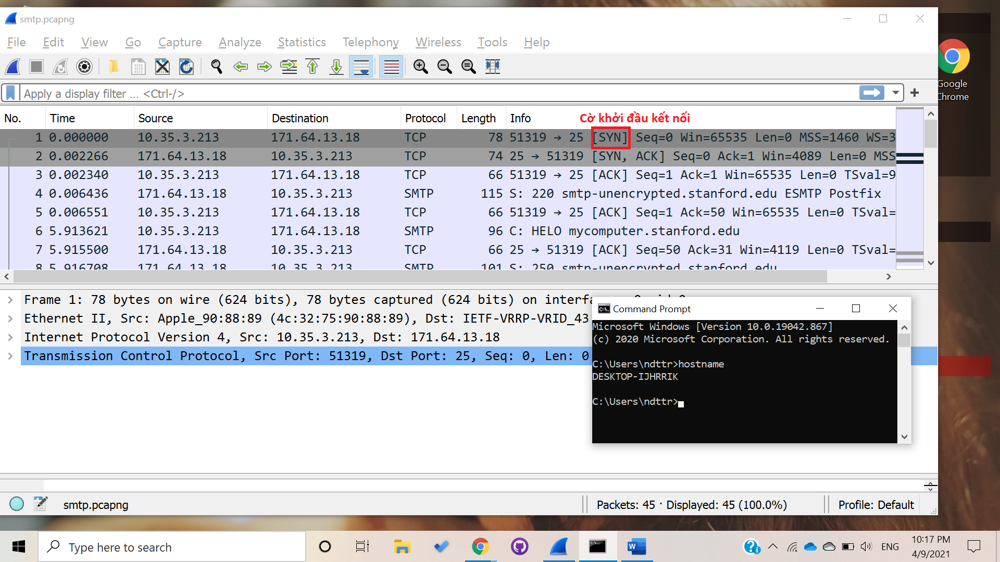 smtp.pcapng
File Edit View Go Capture Analyze Statistics Telephony Wireless Tools Help
Apply a display filter ... <Ctrl-/>
No. Time Source Destination Protocol Length Info
Cờ khởi đầu kết nối
1 0.000000 10.35.3.213 171.64.13.18 TCP 78 51319 → 25 [SYN] Seq=0 Win=65535 Len=0 MSS=1460 WS=3
2 0.002266 171.64.13.18 10.35.3.213 TCP 74 25 → 51319 [SYN, ACK] Seq=0 Ack=1 Win=4089 Len=0 MSS
3 0.002340 10.35.3.213 171.64.13.18 TCP 66 51319 → 25 [ACK] Seq=1 Ack=1 Win=65535 Len=0 TSval=9
4 0.006436 171.64.13.18 10.35.3.213 SMTP 115 S: 220 smtp-unencrypted.stanford.edu ESMTP Postfix
5 0.006551 10.35.3.213 171.64.13.18 TCP 66 51319 → 25 [ACK] Seq=1 Ack=50 Win=65535 Len=0 TSval=
6 5.913621 10.35.3.213 171.64.13.18 SMTP 96 C: HELO mycomputer.stanford.edu
7 5.915500 171.64.13.18 10.35.3.213 TCP 66 25 → 51319 [ACK] Seq=50 Ack=31 Win=4119 Len=0 TSval=
8 5.916708 171.64.13.18 10.35.3.213 SMTP 101 S: 250 smtp-unencrypted.stanford.edu
Frame 1: 78 bytes on wire (624 bits), 78 bytes captured (624 bits) on
Ethernet II, Src: Apple_90:88:89 (4c:32:75:90:88:89), Dst: IETF-VRRP-VRID_43
Internet Protocol Version 4, Src: 10.35.3.213, Dst: 171.64.13.18
Transmission Control Protocol, Src Port: 51319, Dst Port: 25, Seq: 0, Len: 0
Command Prompt
Microsoft Windows [Version 10.0.19042.867]
(c) 2020 Microsoft Corporation. All rights reserved.
C:\Users\ndttr>hostname
DESKTOP-IJHRRIK
C:\Users\ndttr>
smtp.pcapng
Packets: 45 · Displayed: 45 (100.0%)
Profile: Default
Google
Chrome
Type here to search
ENG
10:17 PM
4/9/2021